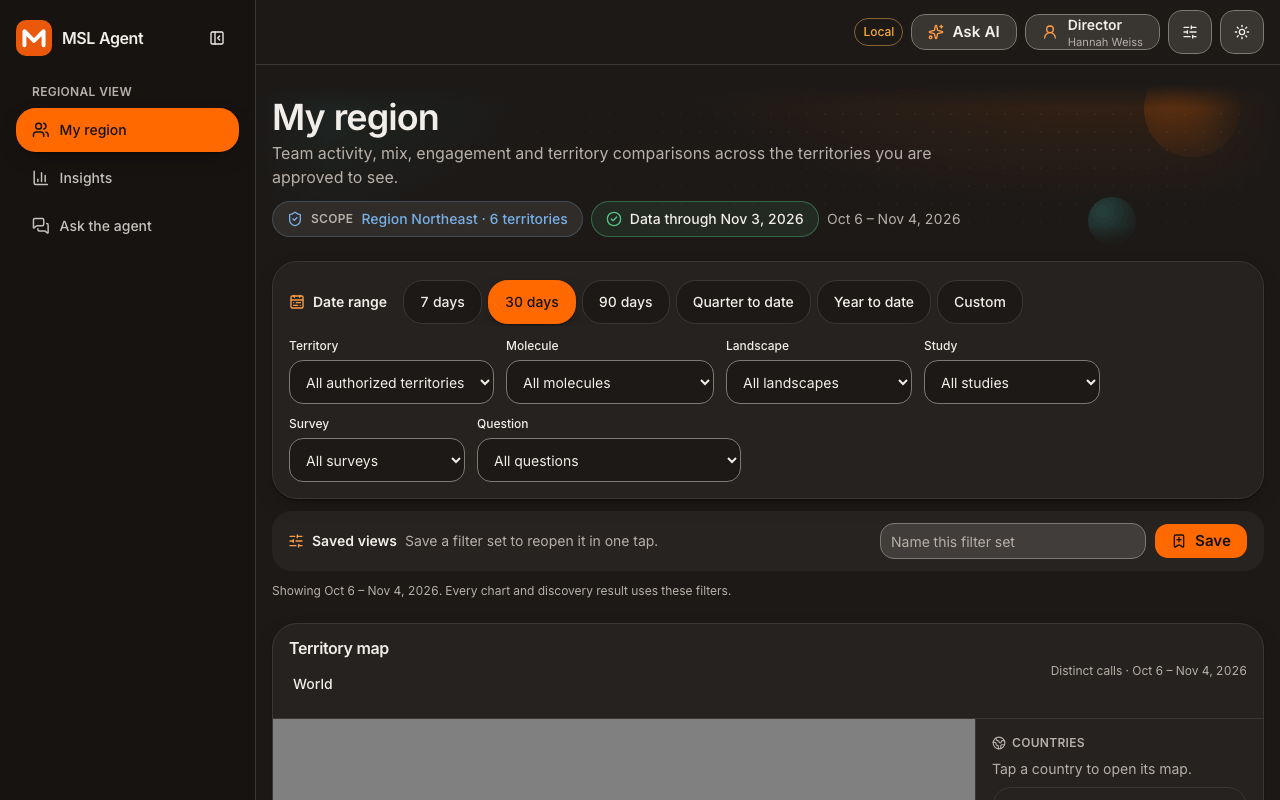 MSL Agent
Local
Ask AI
Director
Hannah Weiss
REGIONAL VIEW
My region
Insights
Ask the agent
My region
Team activity, mix, engagement and territory comparisons across the territories you are
approved to see.
SCOPE Region Northeast · 6 territories
Data through Nov 3, 2026
Oct 6 – Nov 4, 2026
Date range
7 days
30 days
90 days
Quarter to date
Year to date
Custom
Territory
Molecule
Landscape
Study
All authorized territories
All molecules
All landscapes
All studies
Survey
Question
All surveys
All questions
Saved views Save a filter set to reopen it in one tap.
Name this filter set
Save
Showing Oct 6 – Nov 4, 2026. Every chart and discovery result uses these filters.
Territory map
World
Distinct calls · Oct 6 – Nov 4, 2026
COUNTRIES
Tap a country to open its map.